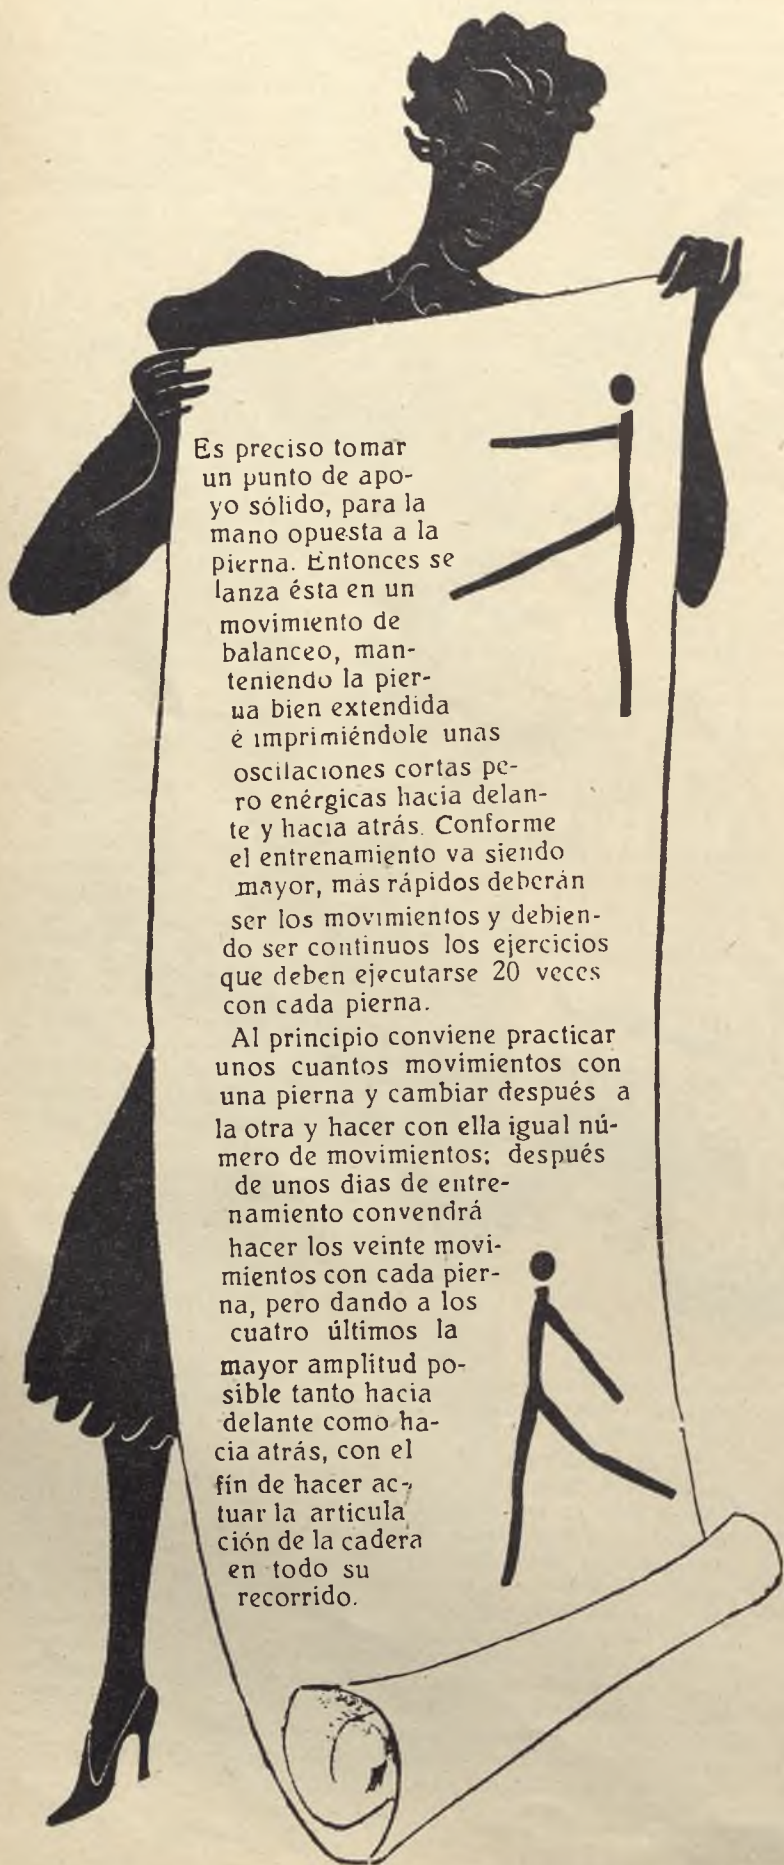 Es preciso tomar
un punto de apo-
yo sólido, para la
mano opuesta a la
pierna. Entonces se
lanza ésta en un
movimiento de
balanceo, man-
teniendo la pier-
ua bien extendida
é imprimiéndole unas
oscilaciones cortas pe-
ro enérgicas hacia delan-
te y hacia atrás. Conforme
el entrenamiento va siendo
mayor, más rápidos deberán
ser los movimientos y debien-
do ser continuos los ejercicios
que deben ejecutarse 20 veces
con cada pierna.
Al principio conviene practicar
unos cuantos movimientos con
una pierna y cambiar después a
la otra y hacer con ella igual nú-
mero de movimientos; después
de unos dias de entre-
namiento convendrá
hacer los veinte movi-
mientos con cada pier-
na, pero dando a los
cuatro últimos la
mayor amplitud po-
sible tanto hacia
delante como ha-
cia atrás, con el
fín de hacer ac-
tuar la articula
ción de la cadera
en todo su
recorrido.